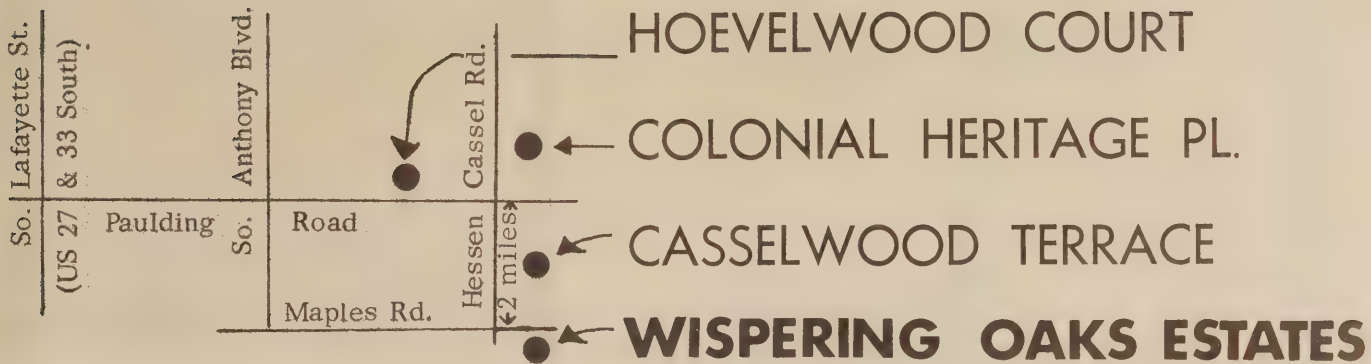 So. Lafayette St.
(US 27 & 33 South)
So. Anthony Blvd.
Hessen Cassel Rd.
Paulding Road
Maples Rd.
2 miles
HOEVELWOOD COURT
COLONIAL HERITAGE PL.
CASSELWOOD TERRACE
WISPERING OAKS ESTATES